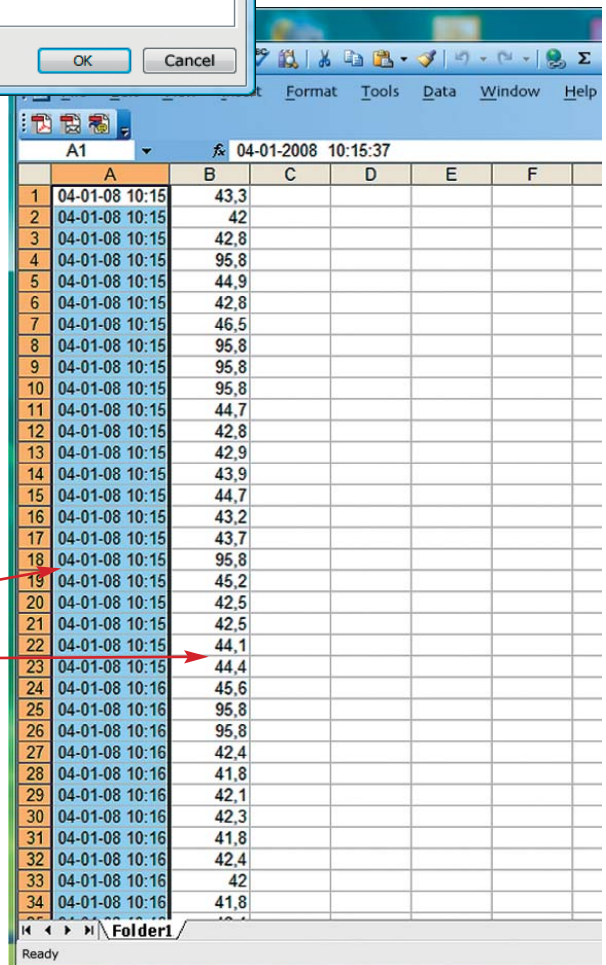 OK Cancel
Format Tools Data Window Help
A1 fx 04-01-2008 10:15:37
A B C D E F
1 04-01-08 10:15 43,3
2 04-01-08 10:15 42
3 04-01-08 10:15 42,8
4 04-01-08 10:15 95,8
5 04-01-08 10:15 44,9
6 04-01-08 10:15 42,8
7 04-01-08 10:15 46,5
8 04-01-08 10:15 95,8
9 04-01-08 10:15 95,8
10 04-01-08 10:15 95,8
11 04-01-08 10:15 44,7
12 04-01-08 10:15 42,8
13 04-01-08 10:15 42,9
14 04-01-08 10:15 43,9
15 04-01-08 10:15 44,7
16 04-01-08 10:15 43,2
17 04-01-08 10:15 43,7
18 04-01-08 10:15 95,8
19 04-01-08 10:15 45,2
20 04-01-08 10:15 42,5
21 04-01-08 10:15 42,5
22 04-01-08 10:15 44,1
23 04-01-08 10:15 44,4
24 04-01-08 10:16 45,6
25 04-01-08 10:16 95,8
26 04-01-08 10:16 95,8
27 04-01-08 10:16 42,4
28 04-01-08 10:16 41,8
29 04-01-08 10:16 42,1
30 04-01-08 10:16 42,3
31 04-01-08 10:16 41,8
32 04-01-08 10:16 42,4
33 04-01-08 10:16 42
34 04-01-08 10:16 41,8
Folder1
Ready